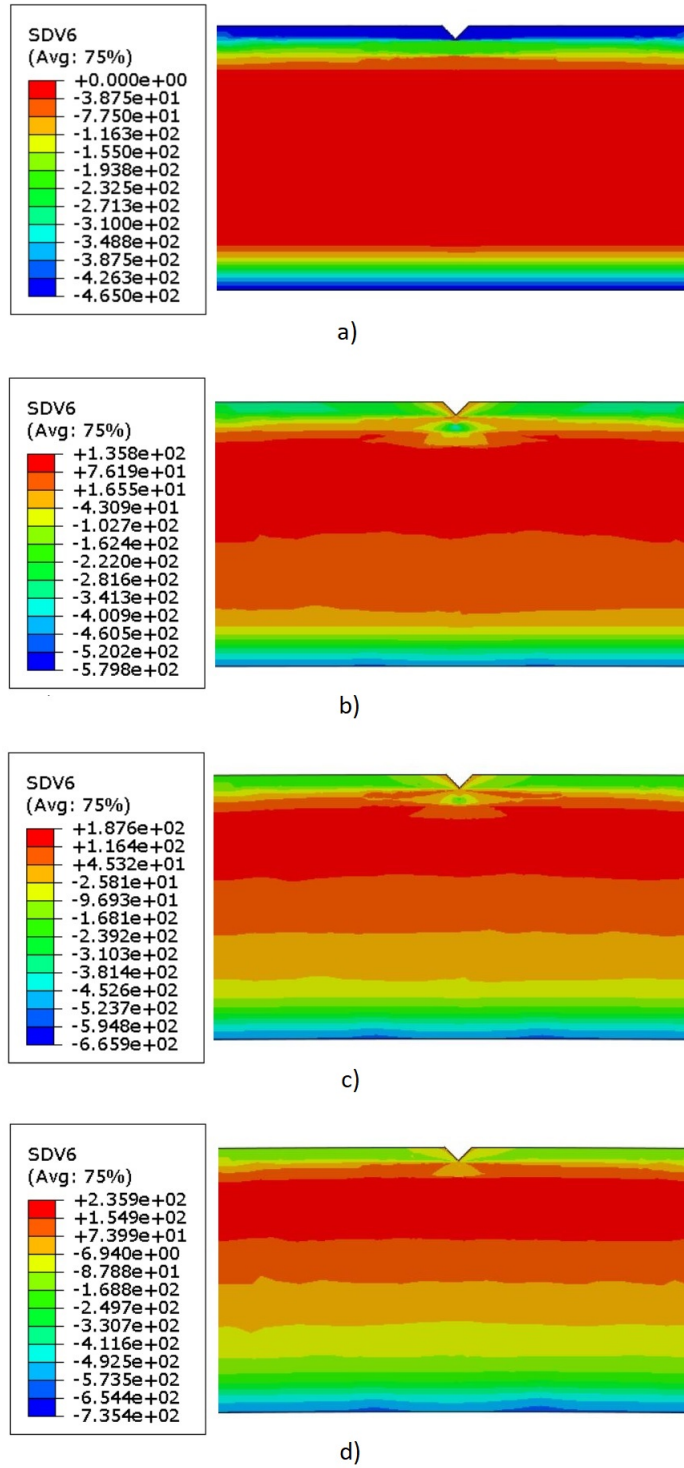 SDV6
(Avg: 75%)
+0.000e+00
-3.875e+01
-7.750e+01
-1.163e+02
-1.550e+02
-1.938e+02
-2.325e+02
-2.713e+02
-3.100e+02
-3.488e+02
-3.875e+02
-4.263e+02
-4.650e+02
a)
SDV6
(Avg: 75%)
+1.358e+02
+7.619e+01
+1.655e+01
-4.309e+01
-1.027e+02
-1.624e+02
-2.220e+02
-2.816e+02
-3.413e+02
-4.009e+02
-4.605e+02
-5.202e+02
-5.798e+02
b)
SDV6
(Avg: 75%)
+1.876e+02
+1.164e+02
+4.532e+01
-2.581e+01
-9.693e+01
-1.681e+02
-2.392e+02
-3.103e+02
-3.814e+02
-4.526e+02
-5.237e+02
-5.948e+02
-6.659e+02
c)
SDV6
(Avg: 75%)
+2.359e+02
+1.549e+02
+7.399e+01
-6.940e+00
-8.788e+01
-1.688e+02
-2.497e+02
-3.307e+02
-4.116e+02
-4.925e+02
-5.735e+02
-6.544e+02
-7.354e+02
d)